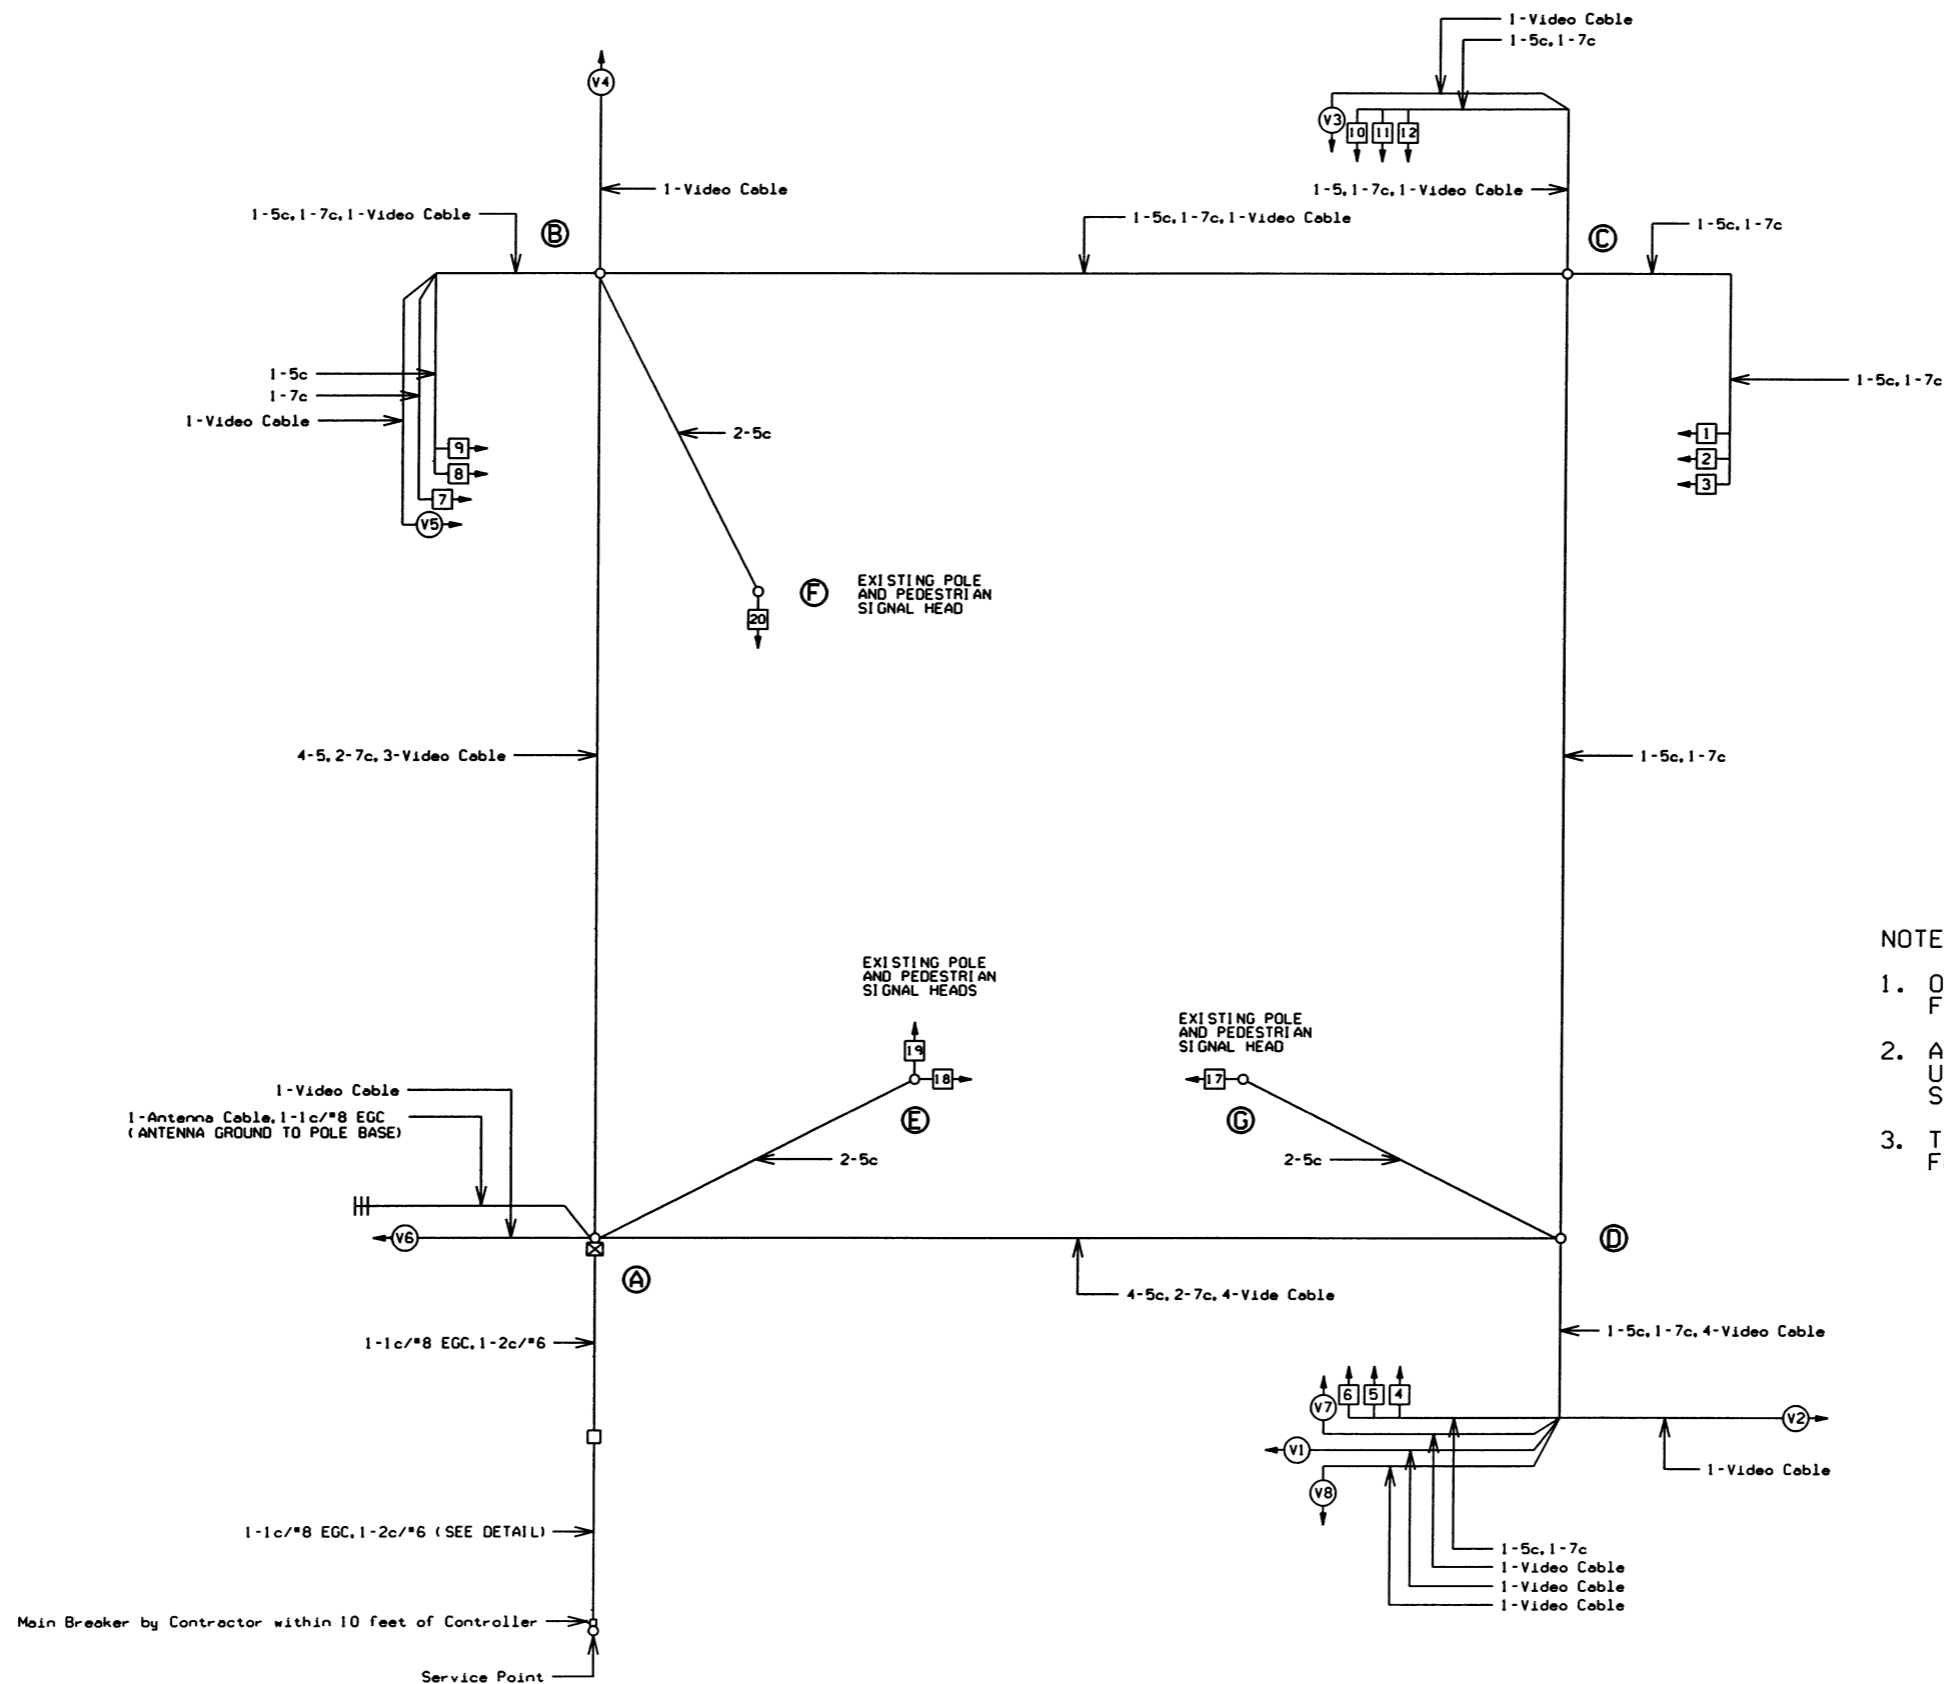 1-Video Cable
1-5c,1-7c
V4
V3
10
11
12
1-Video Cable
1-5,1-7c,1-Video Cable
1-5c,1-7c,1-Video Cable
B
1-5c,1-7c,1-Video Cable
C
1-5c,1-7c
1-5c
1-7c
1-Video Cable
9
8
7
V5
2-5c
1-5c,1-7c
1
2
3
F
EXISTING POLE
AND PEDESTRIAN
SIGNAL HEAD
20
4-5,2-7c,3-Video Cable
1-5c,1-7c
NOTE
1. O
F
2. A
U
S
3. T
F
EXISTING POLE
AND PEDESTRIAN
SIGNAL HEADS
19
18
E
2-5c
EXISTING POLE
AND PEDESTRIAN
SIGNAL HEAD
17
G
2-5c
1-Video Cable
1-Antenna Cable,1-1c/#8 EGC
(ANTENNA GROUND TO POLE BASE)
V6
A
D
4-5c,2-7c,4-Vide Cable
1-1c/#8 EGC,1-2c/#6
1-5c,1-7c,4-Video Cable
6
5
4
V7
V2
V1
V8
1-Video Cable
1-1c/#8 EGC,1-2c/#6 (SEE DETAIL)
1-5c,1-7c
1-Video Cable
1-Video Cable
1-Video Cable
Main Breaker by Contractor within 10 feet of Controller
Service Point